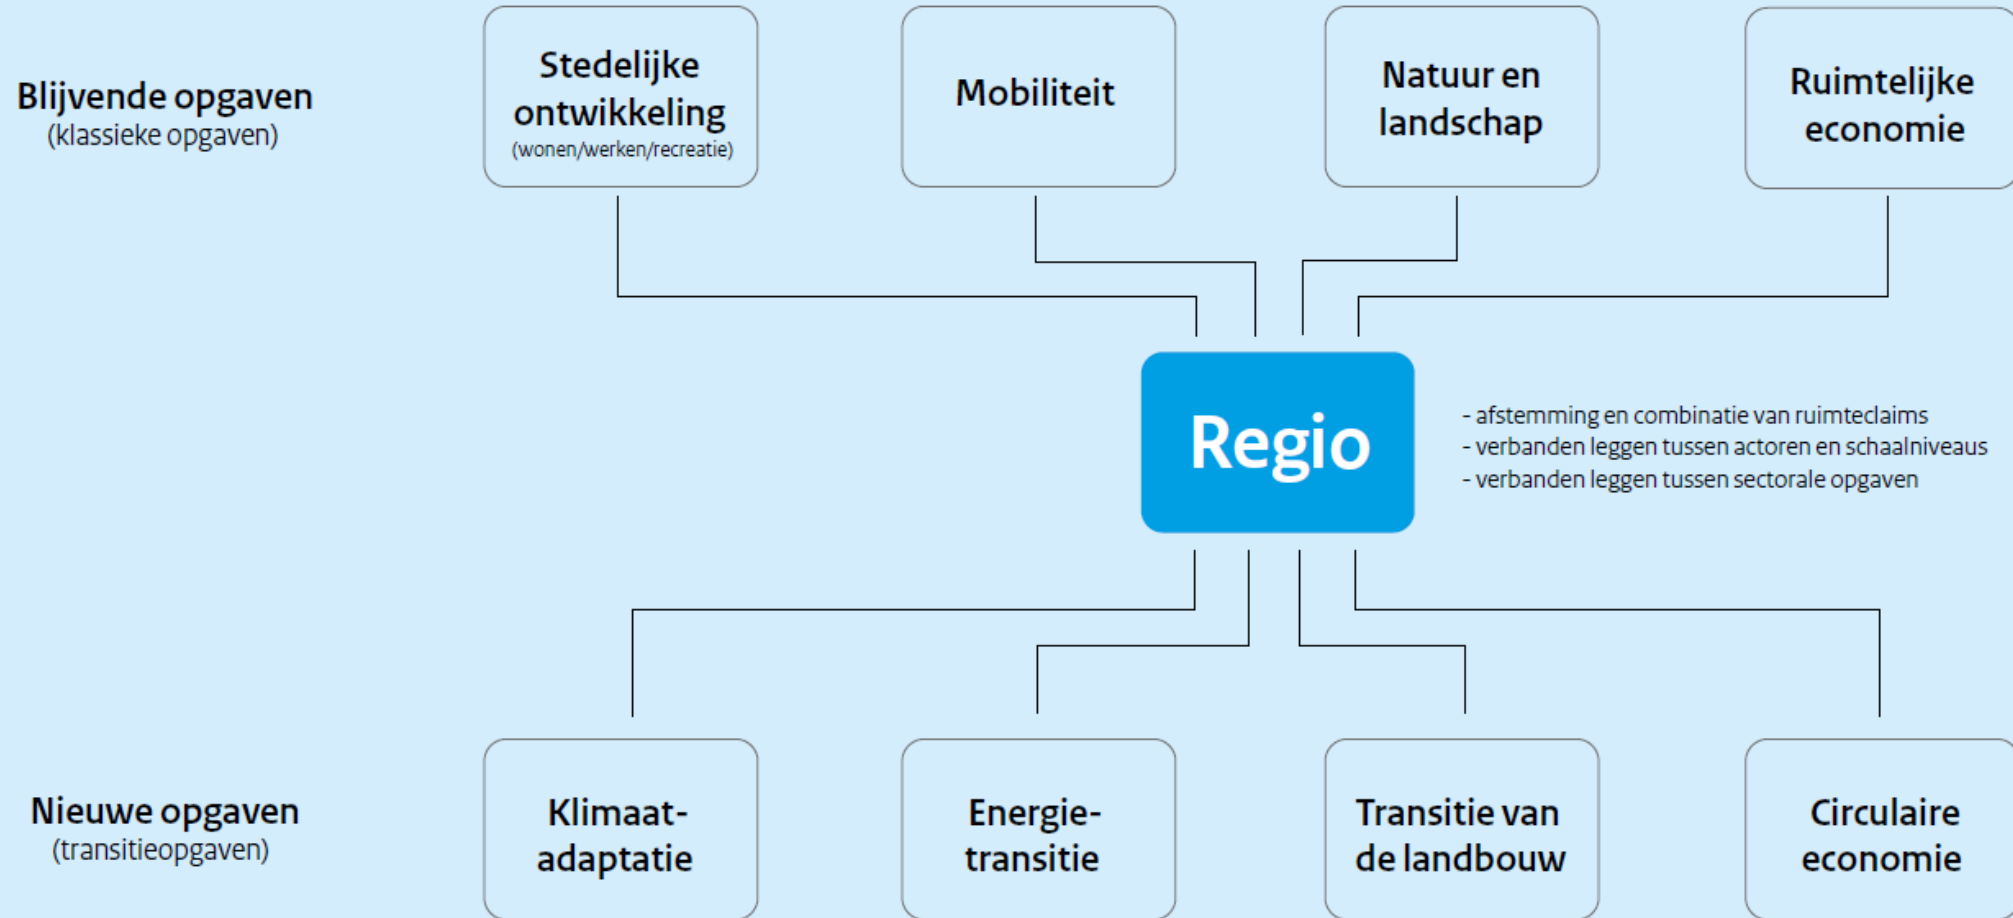 Blijvende opgaven
(klassieke opgaven)
Stedelijke
ontwikkeling
(wonen/werken/recreatie)
Mobiliteit
Natuur en
landschap
Ruimtelijke
economie
Regio
- afstemming en combinatie van ruimteclaims
- verbanden leggen tussen actoren en schaalniveaus
- verbanden leggen tussen sectorale opgaven
Nieuwe opgaven
(transitieopgaven)
Klimaat-
adaptatie
Energie-
transitie
Transitie van
de landbouw
Circulaire
economie